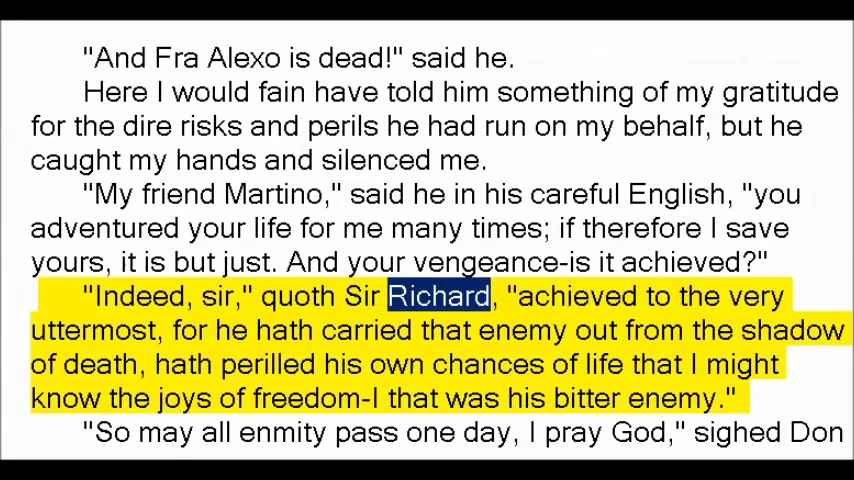 "And Fra Alexo is dead!" said he.
Here I would fain have told him something of my gratitude
for the dire risks and perils he had run on my behalf, but he
caught my hands and silenced me.
"My friend Martino," said he in his careful English, "you
adventured your life for me many times; if therefore I save
yours, it is but just. And your vengeance-is it achieved?"
"Indeed, sir," quoth Sir Richard, "achieved to the very
uttermost, for he hath carried that enemy out from the shadow
of death, hath perilled his own chances of life that I might
know the joys of freedom-I that was his bitter enemy."
"So may all enmity pass one day, I pray God," sighed Don